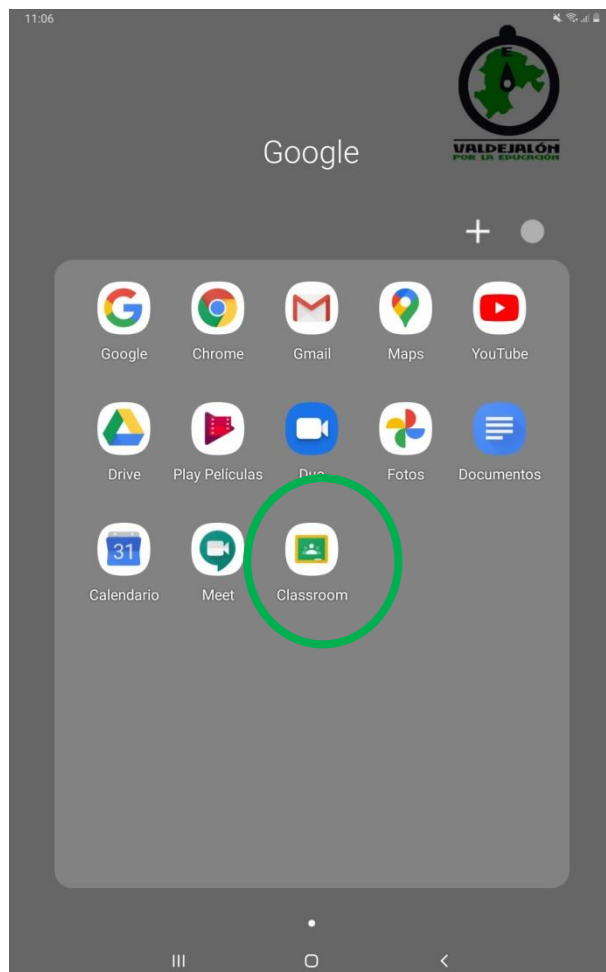 11:06
E
VALDEJALÓN
POR LA EDUCACIÓN
Google
Google Chrome Gmail Maps YouTube
Drive Play Películas Duo Fotos Documentos
31
Calendario Meet Classroom